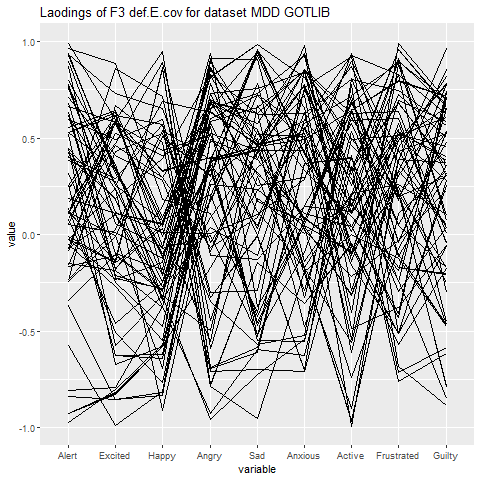 Laodings of F3 def.E.cov for dataset MDD GOTLIB
1.0
0.5
0.0
-0.5
-1.0
value
Alert Excited Happy Angry Sad Anxious Active Frustrated Guilty
variable